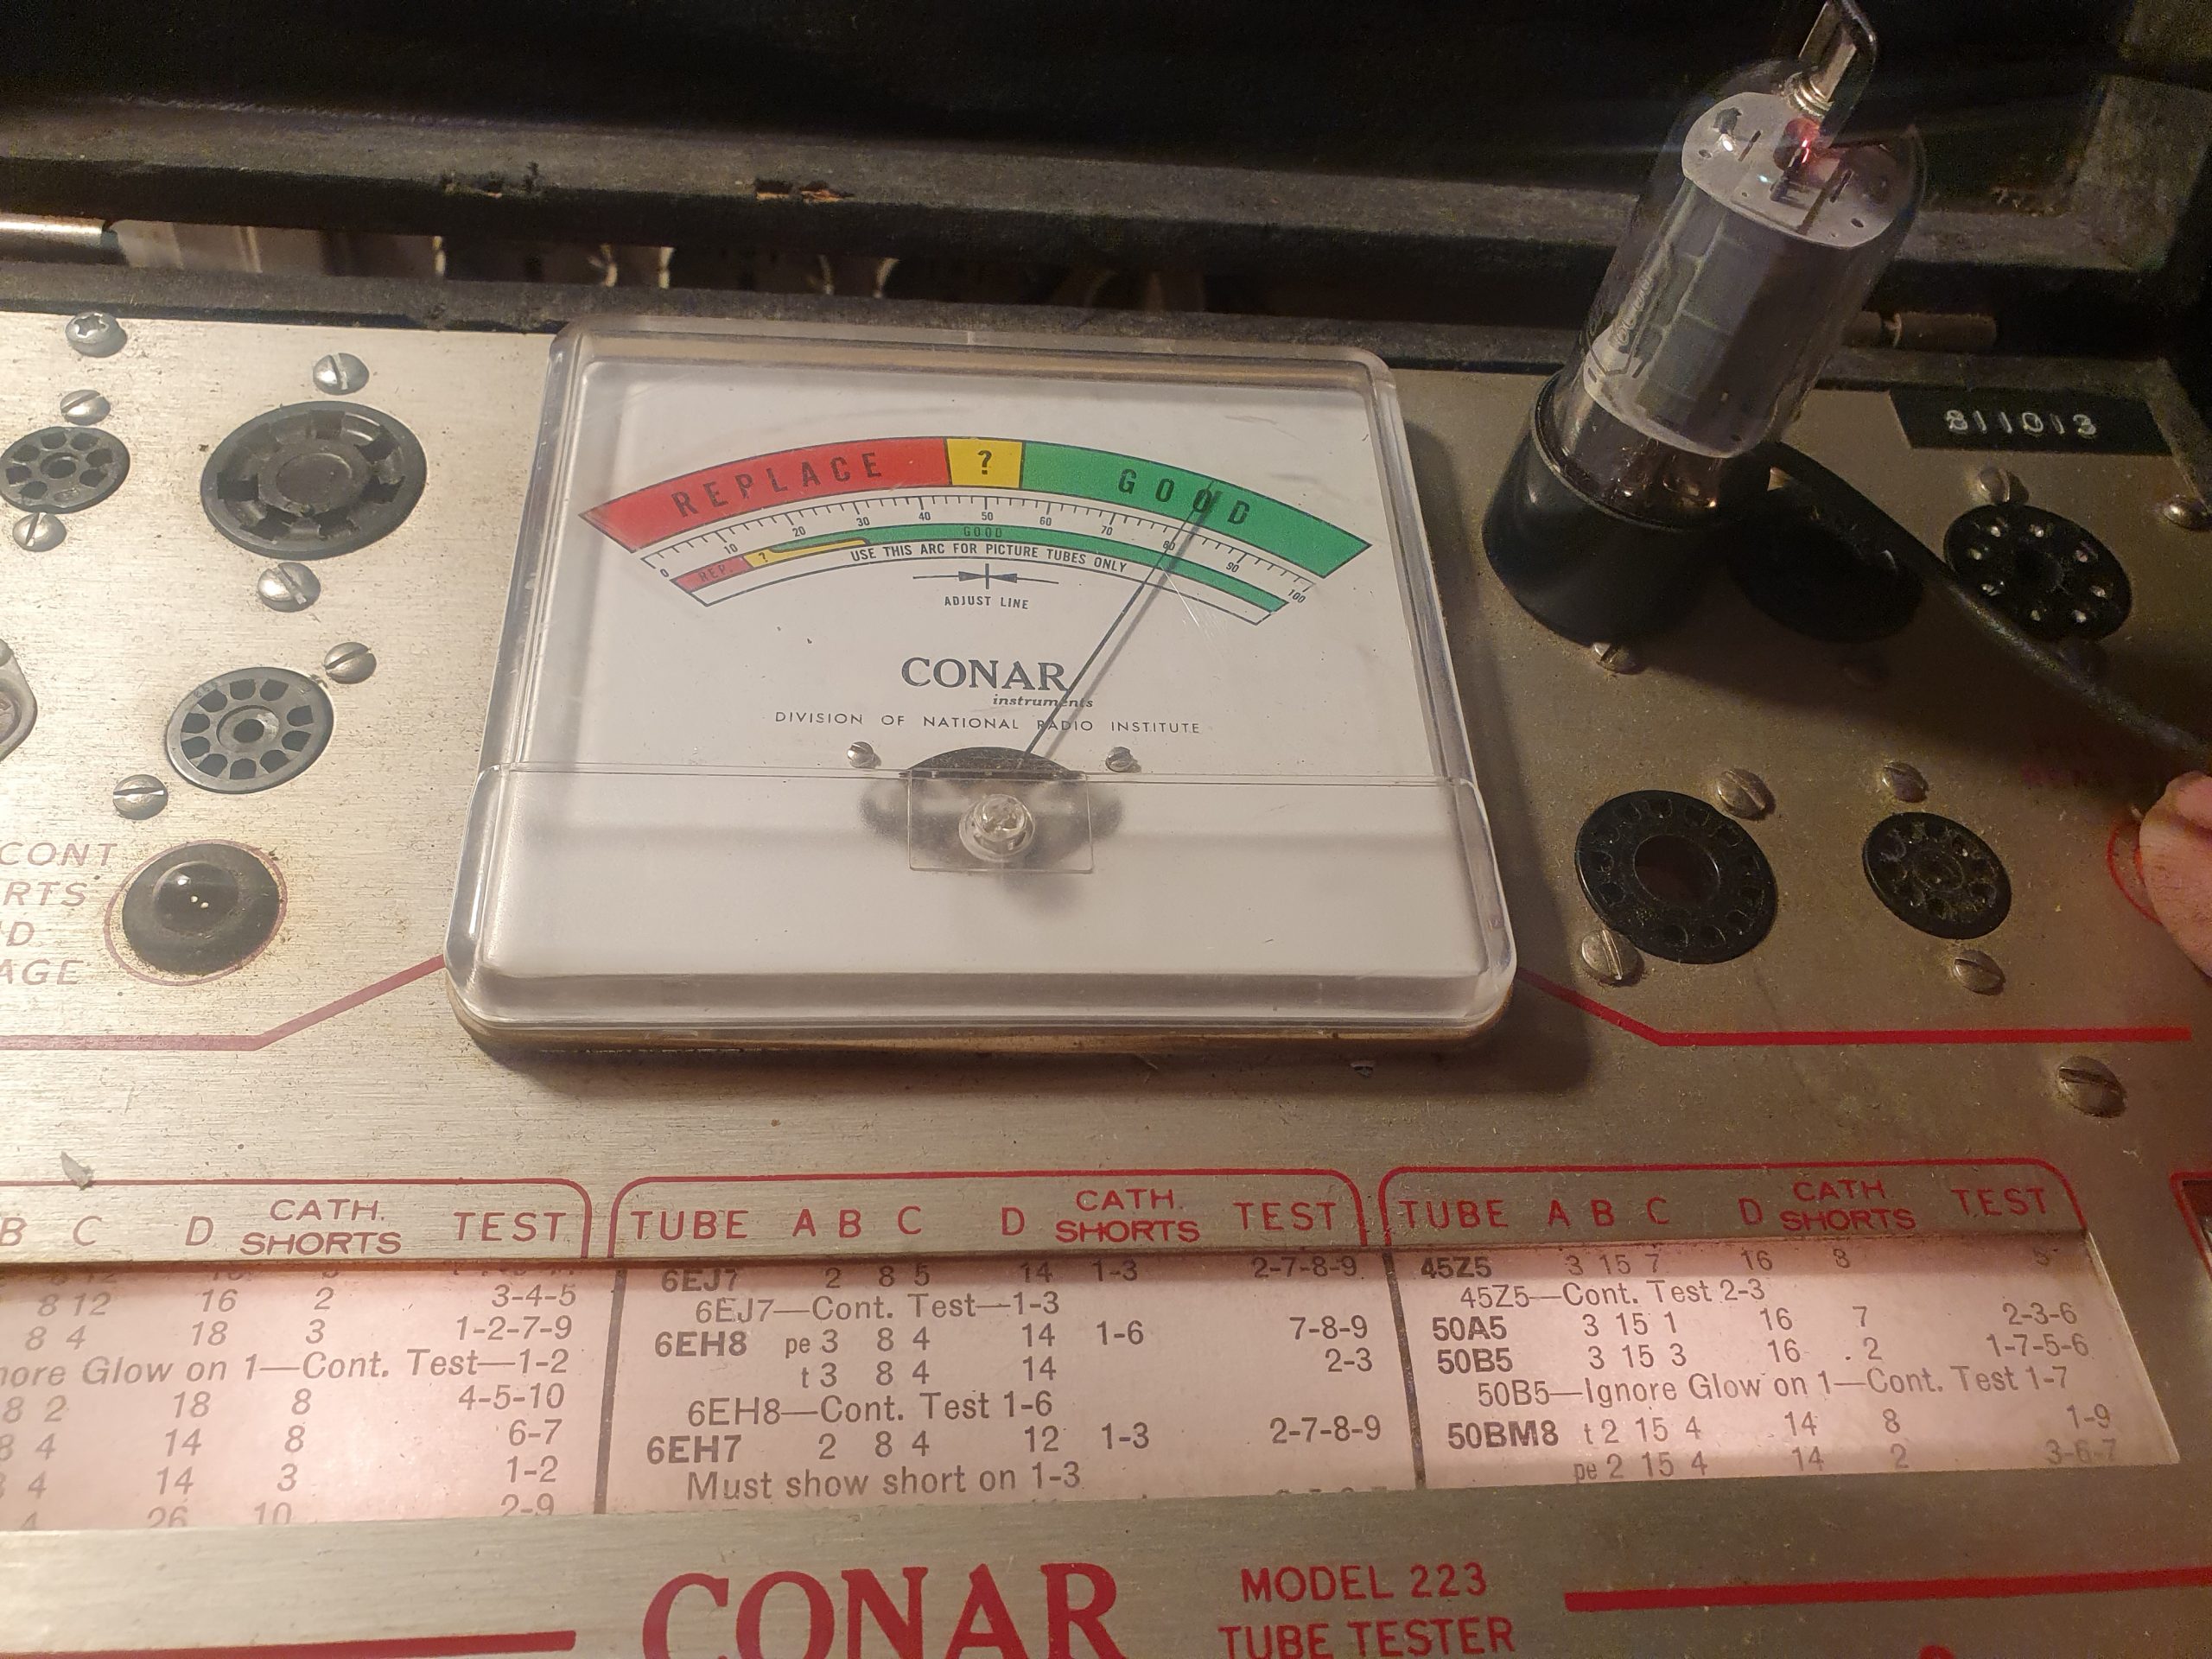 811013
REPLACE ? GOOD
0 10 20 30 40 50 60 70 80 90 100
REP. ? GOOD
USE THIS ARC FOR PICTURE TUBES ONLY
ADJUST LINE
CONAR
instruments
DIVISION OF NATIONAL RADIO INSTITUTE
CONT
RTS
D
AGE
B C D CATH. SHORTS TEST
8 12 16 2 3-4-5
8 4 18 3 1-2-7-9
nore Glow on 1—Cont. Test—1-2
8 2 18 8 4-5-10
8 4 14 8 6-7
4 14 3 1-2
4 26 10 2-9
TUBE A B C D CATH. SHORTS TEST
6EJ7 2 8 5 14 1-3 2-7-8-9
6EJ7—Cont. Test—1-3
6EH8 pe 3 8 4 14 1-6 7-8-9
t 3 8 4 14 2-3
6EH8—Cont. Test 1-6
6EH7 2 8 4 12 1-3 2-7-8-9
Must show short on 1-3
TUBE A B C D CATH. SHORTS TEST
45Z5 3 15 7 16 8 5
45Z5—Cont. Test 2-3
50A5 3 15 1 16 7 2-3-6
50B5 3 15 3 16 2 1-7-5-6
50B5—Ignore Glow on 1—Cont. Test 1-7
50BM8 t 2 15 4 14 8 1-9
pe 2 15 4 14 2 3-6-7
CONAR
MODEL 223
TUBE TESTER